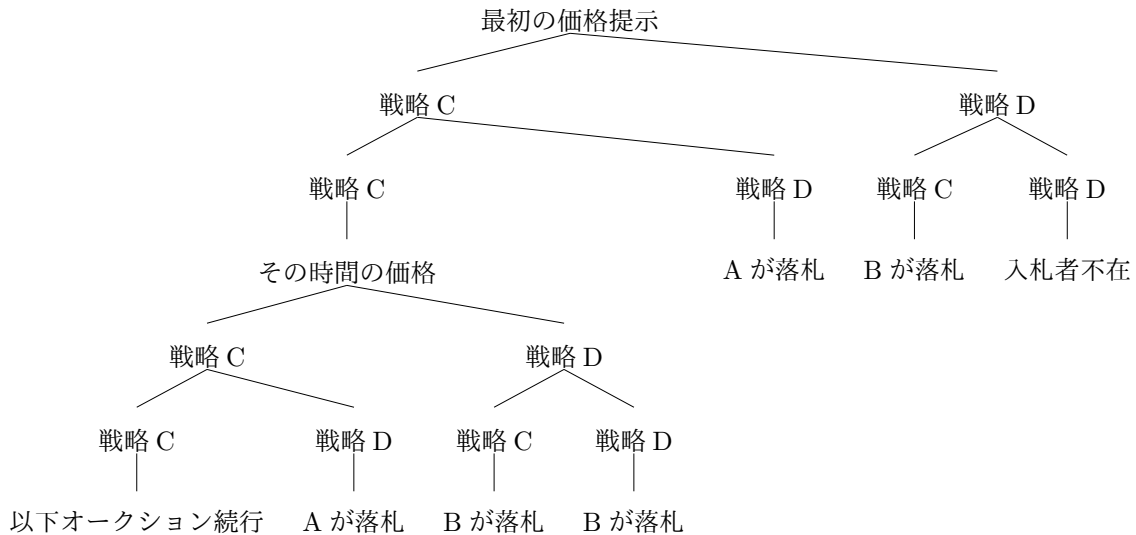 最初の価格提示
戦略 C 戦略 D
戦略 C 戦略 D 戦略 C 戦略 D
その時間の価格 A が落札 B が落札 入札者不在
戦略 C 戦略 D
戦略 C 戦略 D 戦略 C 戦略 D
以下オークション続行 A が落札 B が落札 B が落札